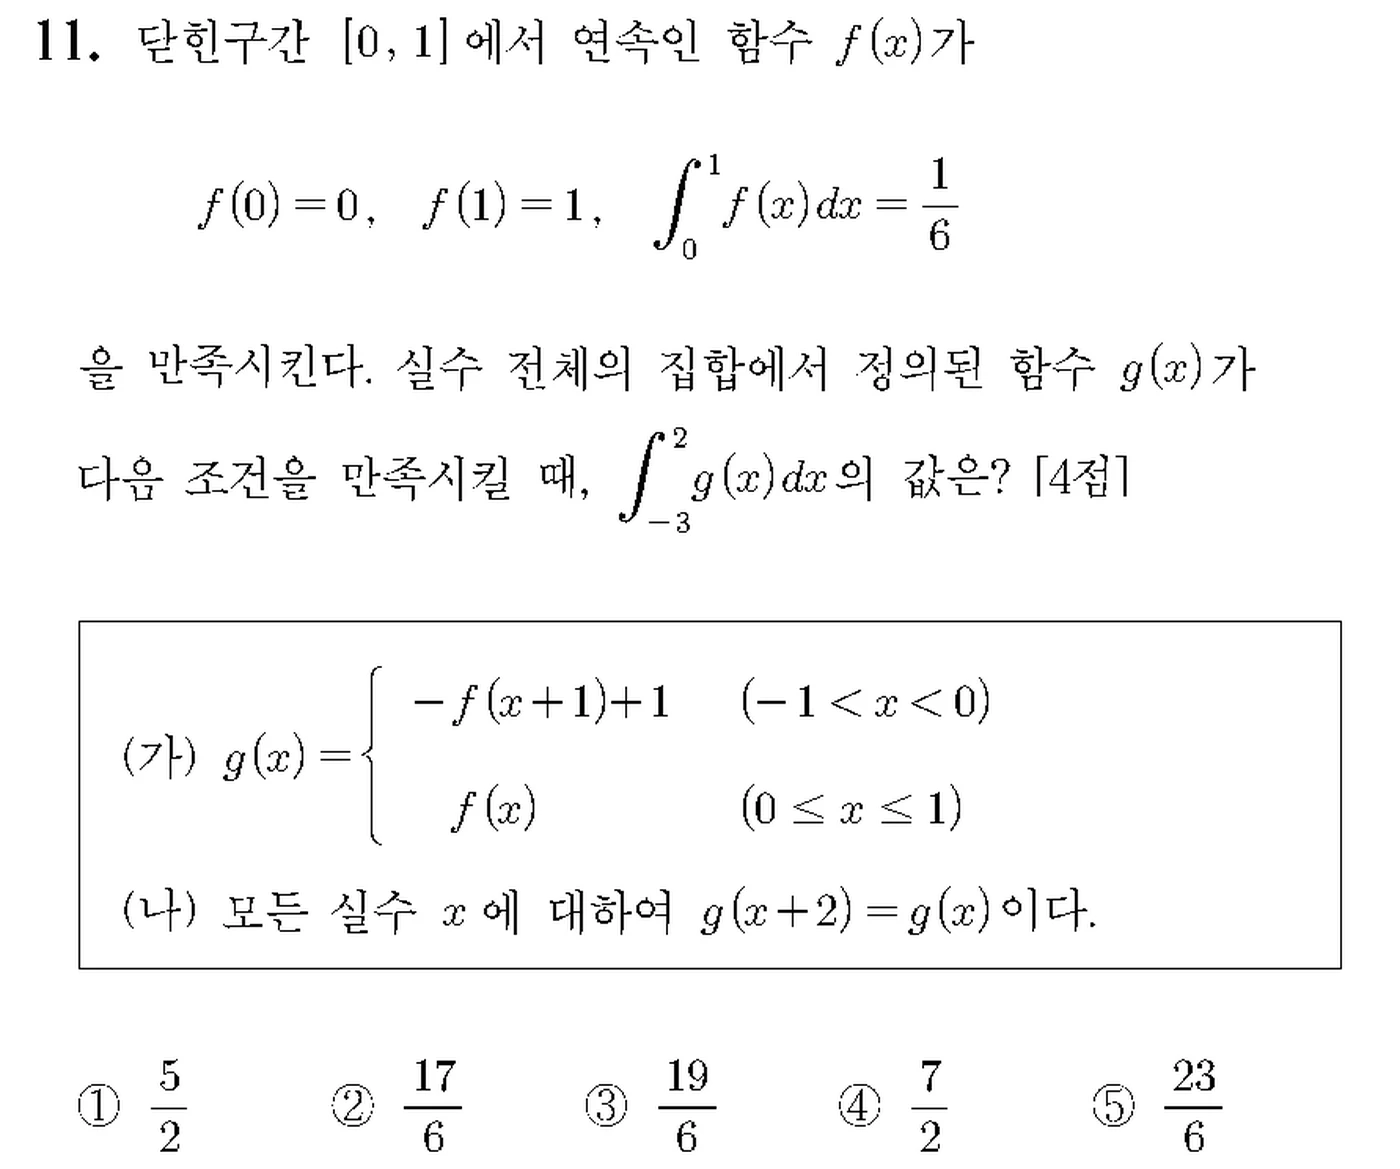 11. 닫힌구간 [0, 1]에서 연속인 함수 f(x)가
f(0)=0, f(1)=1, ∫₀¹ f(x)dx = 1/6
을 만족시킨다. 실수 전체의 집합에서 정의된 함수 g(x)가
다음 조건을 만족시킬 때, ∫₋₃² g(x)dx의 값은? [4점]
(가) g(x) = { -f(x+1)+1 (-1 < x < 0)
f(x) (0 ≤ x ≤ 1)
(나) 모든 실수 x에 대하여 g(x+2)=g(x)이다.
① 5/2 ② 17/6 ③ 19/6 ④ 7/2 ⑤ 23/6